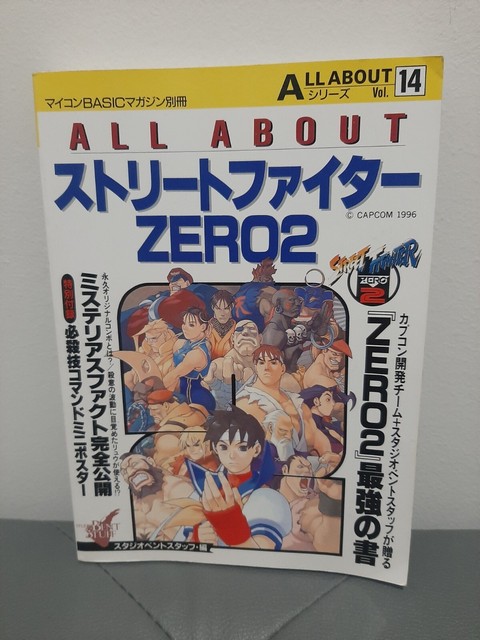 マイコンBASICマガジン別冊
ALL ABOUT
シリーズ Vol. 14
ALL ABOUT
ストリートファイター
© CAPCOM 1996
ZERO2
STREET FIGHTER
ZERO
2
カプコン開発チーム+スタジオベントスタッフが贈る
『ZERO2』最強の書
永久オリジナルコンボとは?/殺意の波動に目覚めたリュウが使える!?
ミステリアスファクト完全公開
特別付録 必殺技コマンドミニポスター
STUDIO
BENT
STUFF
スタジオベントスタッフ・編